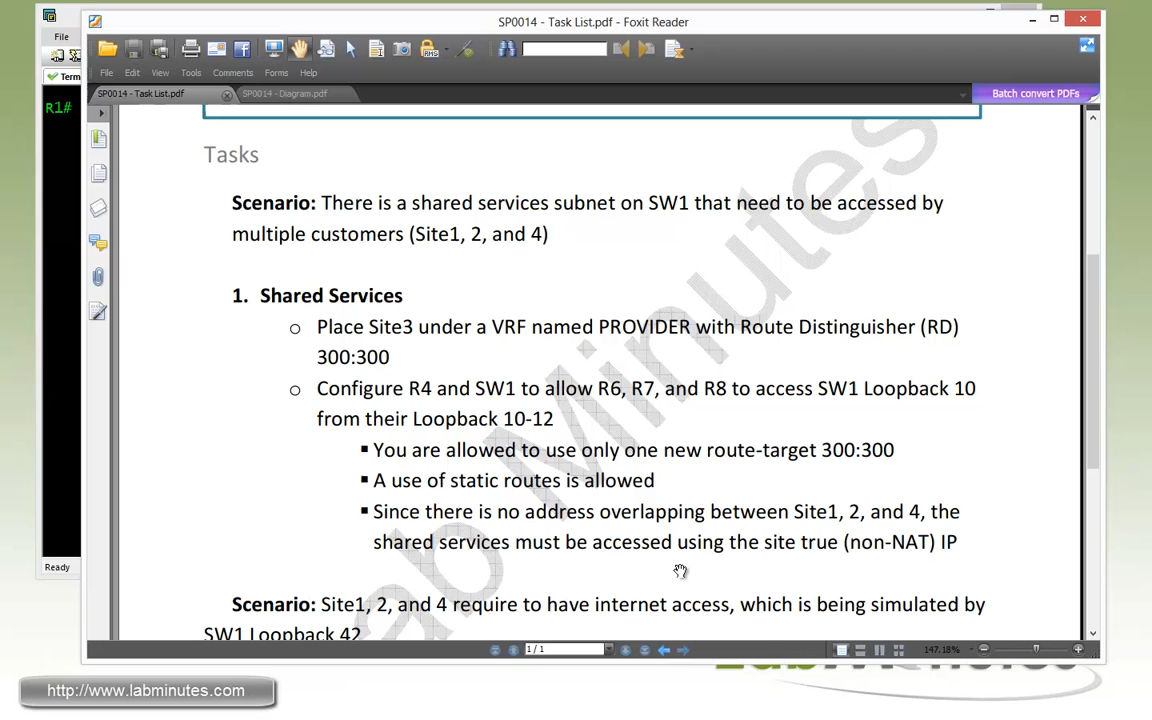 SP0014 - Task List.pdf - Foxit Reader
File
File Edit View Tools Comments Forms Help
Term
SP0014 - Task List.pdf
SP0014 - Diagram.pdf
Batch convert PDFs
R1#
Tasks
Scenario: There is a shared services subnet on SW1 that need to be accessed by
multiple customers (Site1, 2, and 4)
1. Shared Services
o Place Site3 under a VRF named PROVIDER with Route Distinguisher (RD)
300:300
o Configure R4 and SW1 to allow R6, R7, and R8 to access SW1 Loopback 10
from their Loopback 10-12
▪ You are allowed to use only one new route-target 300:300
▪ A use of static routes is allowed
▪ Since there is no address overlapping between Site1, 2, and 4, the
shared services must be accessed using the site true (non-NAT) IP
Scenario: Site1, 2, and 4 require to have internet access, which is being simulated by
SW1 Loopback 42
Lab Minutes
Ready
1 / 1
147.18%
http://www.labminutes.com